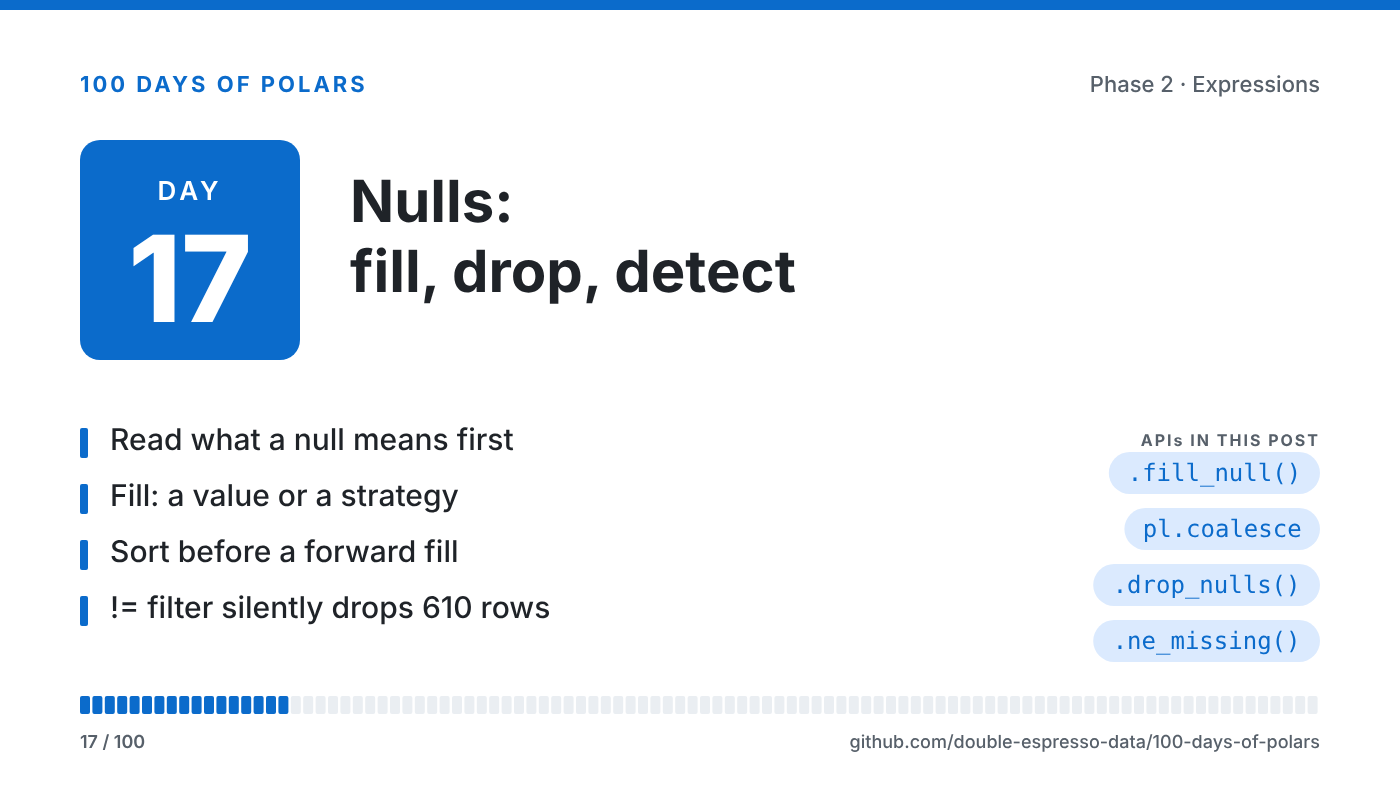 100 DAYS OF POLARS
Phase 2 · Expressions
DAY
17
Nulls:
fill, drop, detect
Read what a null means first
Fill: a value or a strategy
Sort before a forward fill
!= filter silently drops 610 rows
APIs IN THIS POST
.fill_null()
pl.coalesce
.drop_nulls()
.ne_missing()
17 / 100
github.com/double-espresso-data/100-days-of-polars